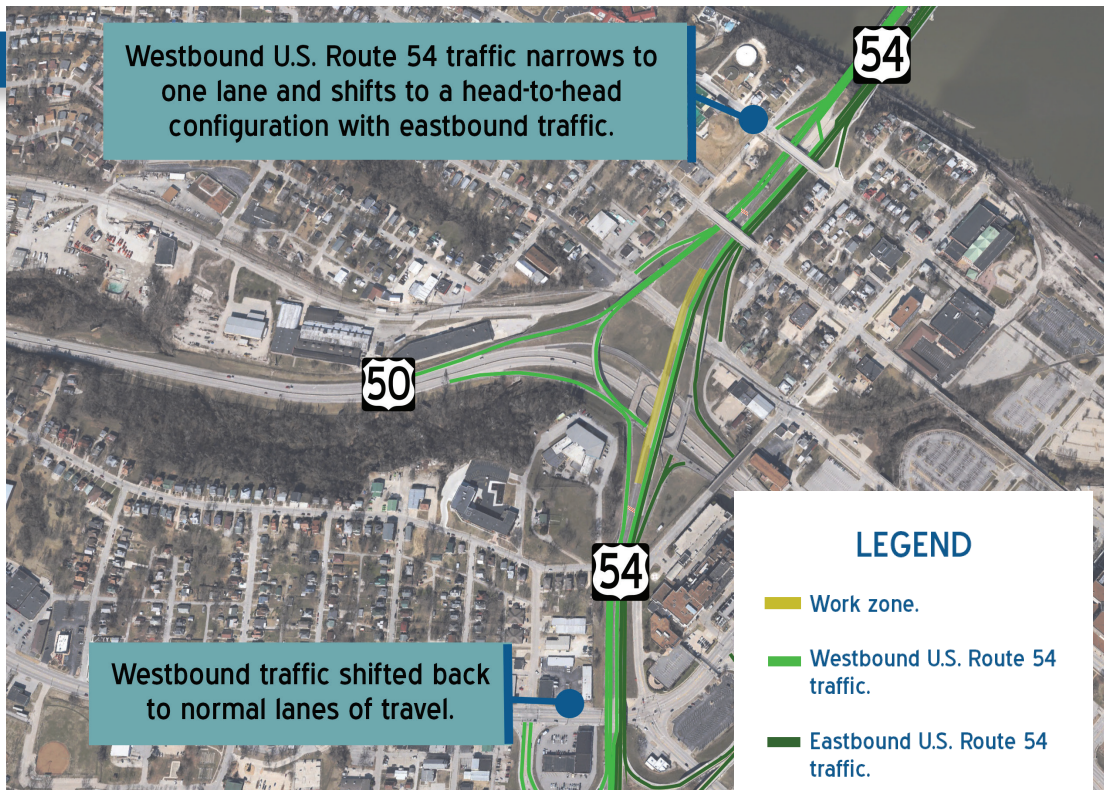 Westbound U.S. Route 54 traffic narrows to
one lane and shifts to a head-to-head
configuration with eastbound traffic.
54
50
54
Westbound traffic shifted back
to normal lanes of travel.
LEGEND
Work zone.
Westbound U.S. Route 54
traffic.
Eastbound U.S. Route 54
traffic.